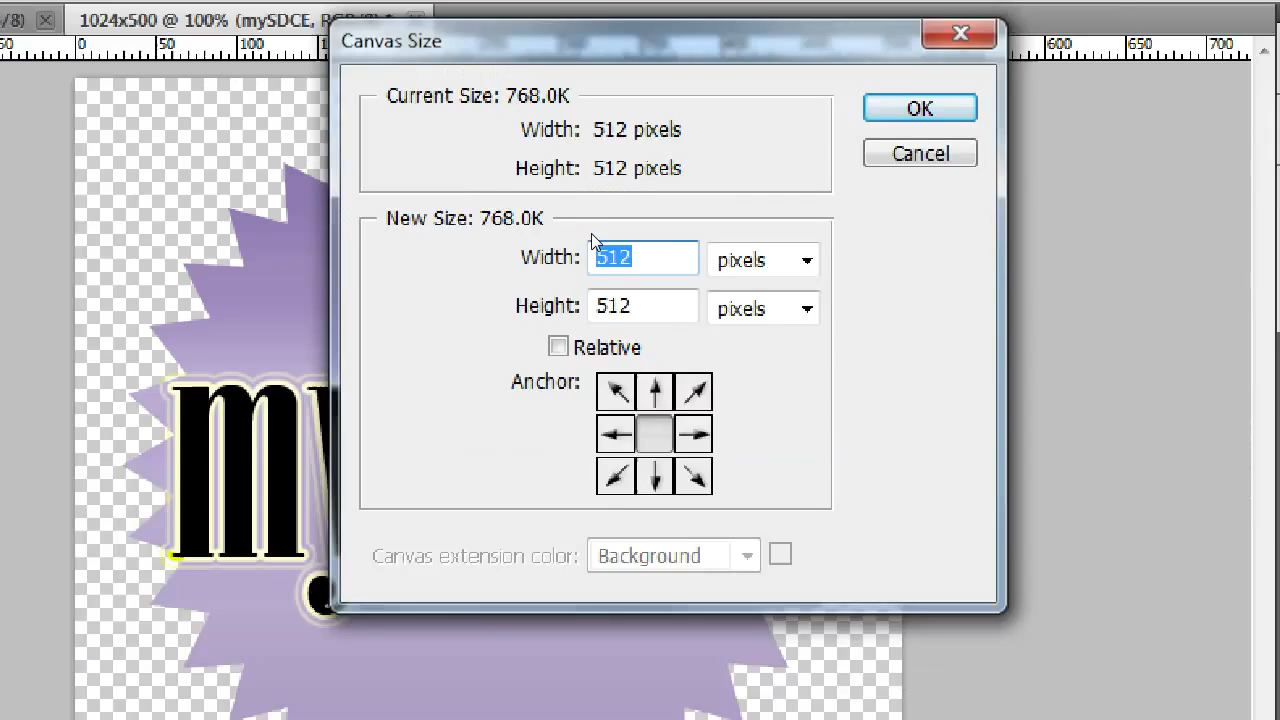 /8)
1024x500 @ 100% (mySDCE, RGB/8) *
50 0 50 100 600 650 700
Canvas Size
Current Size: 768.0K
OK
Width: 512 pixels
Cancel
Height: 512 pixels
New Size: 768.0K
Width: 512 pixels
Height: 512 pixels
Relative
Anchor:
my
Canvas extension color: Background